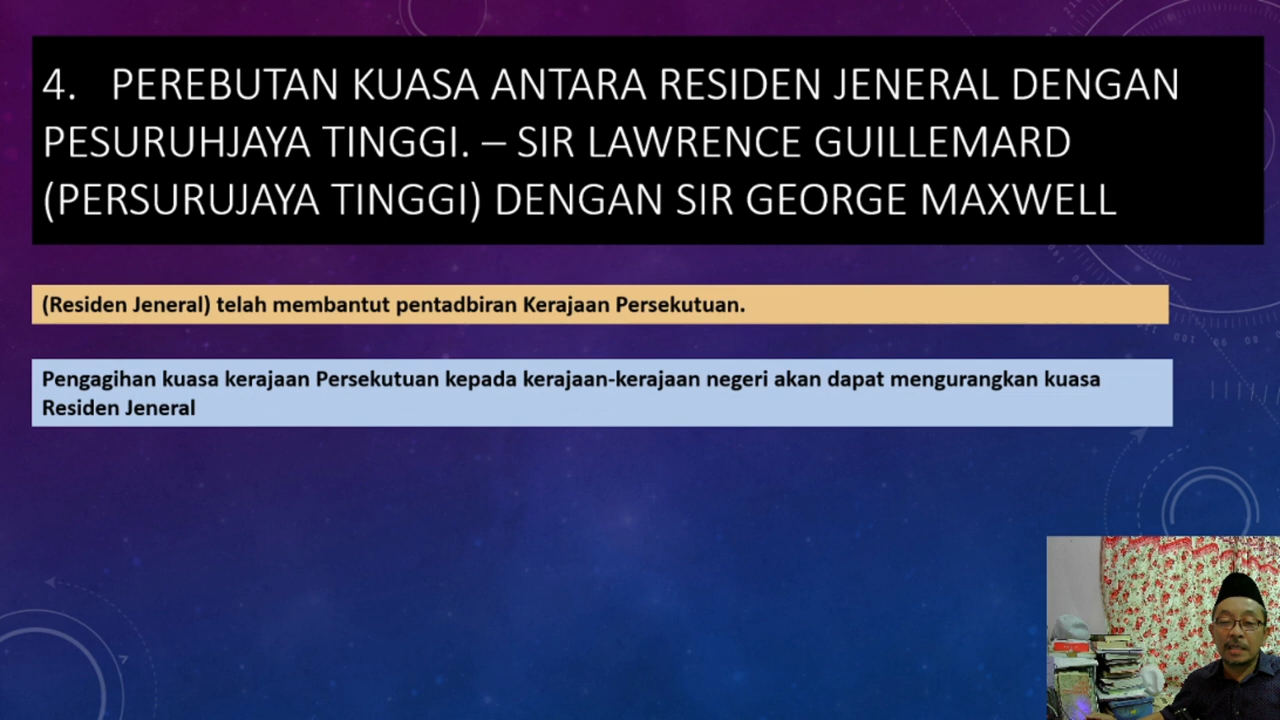 4. PEREBUTAN KUASA ANTARA RESIDEN JENERAL DENGAN
PESURUHJAYA TINGGI. – SIR LAWRENCE GUILLEMARD
(PERSURUJAYA TINGGI) DENGAN SIR GEORGE MAXWELL
(Residen Jeneral) telah membantut pentadbiran Kerajaan Persekutuan.
Pengagihan kuasa kerajaan Persekutuan kepada kerajaan-kerajaan negeri akan dapat mengurangkan kuasa
Residen Jeneral